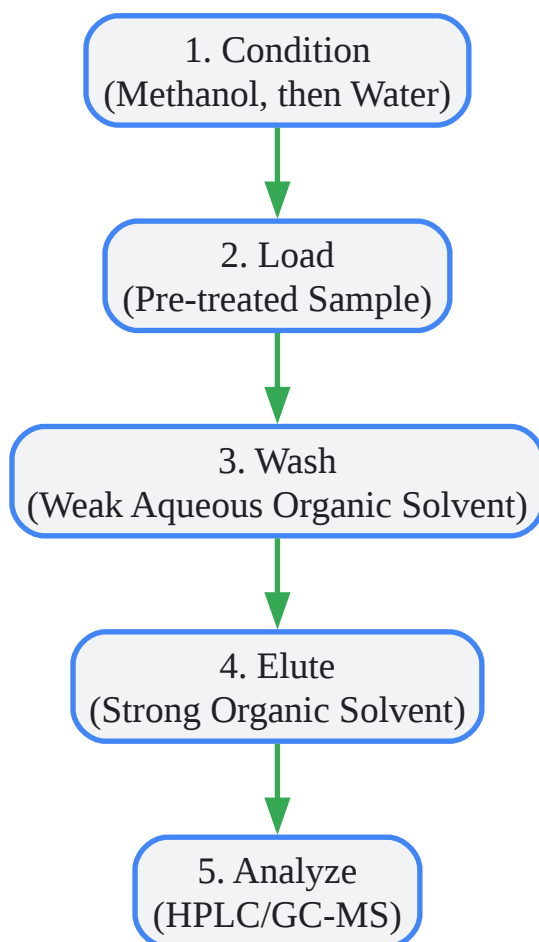 1. Condition
(Methanol, then Water)
2. Load
(Pre-treated Sample)
3. Wash
(Weak Aqueous Organic Solvent)
4. Elute
(Strong Organic Solvent)
5. Analyze
(HPLC/GC-MS)